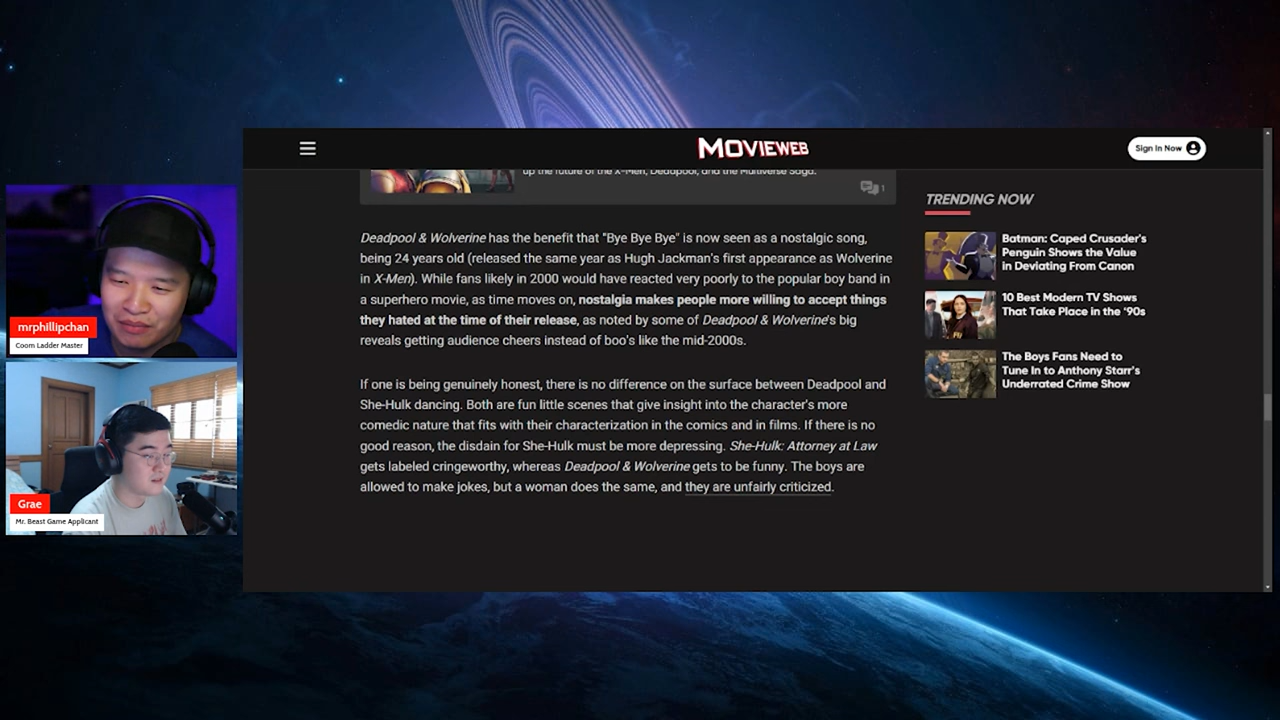 MOVIEWEB
Sign In Now
up the future of the X-Men, Deadpool, and the Multiverse Saga.
1
Deadpool & Wolverine has the benefit that "Bye Bye Bye" is now seen as a nostalgic song,
being 24 years old (released the same year as Hugh Jackman's first appearance as Wolverine
in X-Men). While fans likely in 2000 would have reacted very poorly to the popular boy band in
a superhero movie, as time moves on, nostalgia makes people more willing to accept things
they hated at the time of their release, as noted by some of Deadpool & Wolverine's big
reveals getting audience cheers instead of boo's like the mid-2000s.
If one is being genuinely honest, there is no difference on the surface between Deadpool and
She-Hulk dancing. Both are fun little scenes that give insight into the character's more
comedic nature that fits with their characterization in the comics and in films. If there is no
good reason, the disdain for She-Hulk must be more depressing. She-Hulk: Attorney at Law
gets labeled cringeworthy, whereas Deadpool & Wolverine gets to be funny. The boys are
allowed to make jokes, but a woman does the same, and they are unfairly criticized.
TRENDING NOW
Batman: Caped Crusader's
Penguin Shows the Value
in Deviating From Canon
10 Best Modern TV Shows
That Take Place in the '90s
The Boys Fans Need to
Tune In to Anthony Starr's
Underrated Crime Show
mrphillipchan
Coom Ladder Master
Grae
Mr. Beast Game Applicant